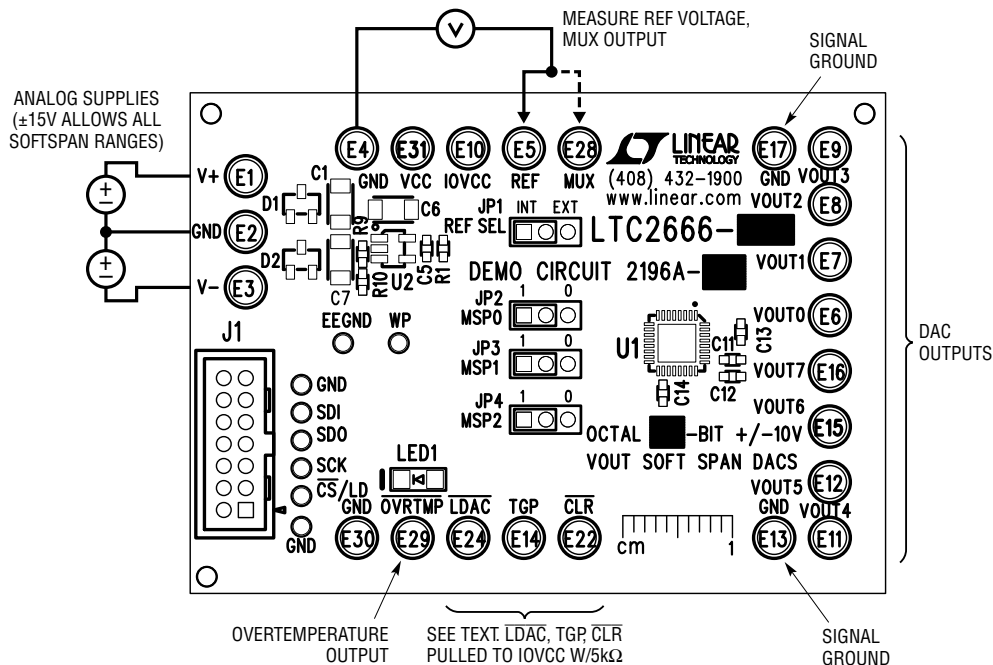 MEASURE REF VOLTAGE,
MUX OUTPUT
V
SIGNAL
GROUND
ANALOG SUPPLIES
(±15V ALLOWS ALL
SOFTSPAN RANGES)
E4
E31
E10
E5
E28
LINEAR
TECHNOLOGY
E17
E9
GND
VCC
IOVCC
REF
MUX
(408) 432-1900
GND
VOUT3
www.linear.com
VOUT2
E8
V+
E1
C1
D1
C6
R9
JP1
REF SEL
INT
EXT
LTC2666-
GND
E2
D2
C7
R10
U2
C5
R1
DEMO CIRCUIT 2196A-
VOUT1
E7
V-
E3
EEGND
WP
JP2
MSP0
1
0
VOUT0
E6
J1
JP3
MSP1
1
0
U1
C13
C11
C12
C14
VOUT7
E16
DAC
OUTPUTS
GND
SDI
SDO
SCK
CS/LD
GND
JP4
MSP2
1
0
VOUT6
E15
OCTAL
-BIT +/-10V
VOUT SOFT SPAN DACS
VOUT5
E12
LED1
GND
OVRTMP
LDAC
TGP
CLR
GND
VOUT4
E30
E29
E24
E14
E22
cm
1
E13
E11
OVERTEMPERATURE
OUTPUT
SEE TEXT. LDAC, TGP, CLR
PULLED TO IOVCC W/5kΩ
SIGNAL
GROUND